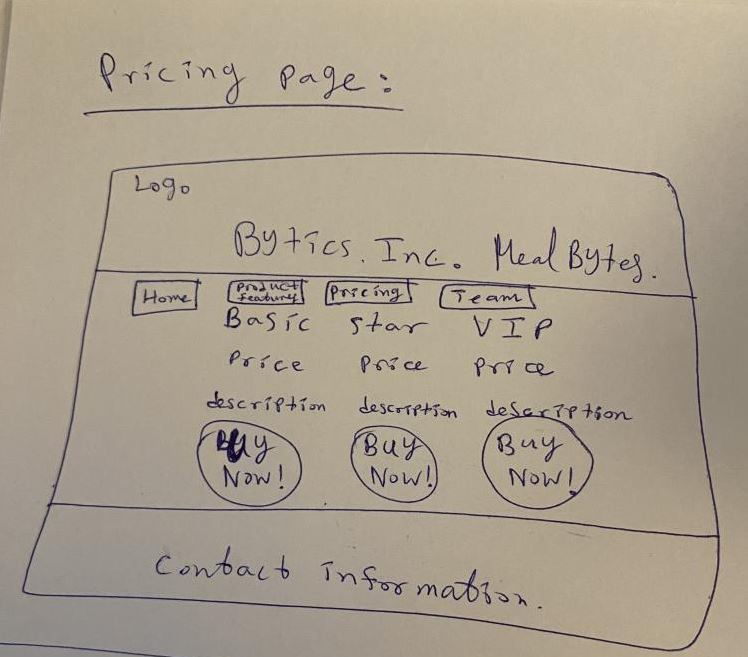 Pricing page:
Logo
Bytics. Inc. MealBytes.
Home Product feature Pricing Team
Basic star VIP
Price Price Price
description description description
Buy Buy Buy
Now! Now! Now!
Contact information.